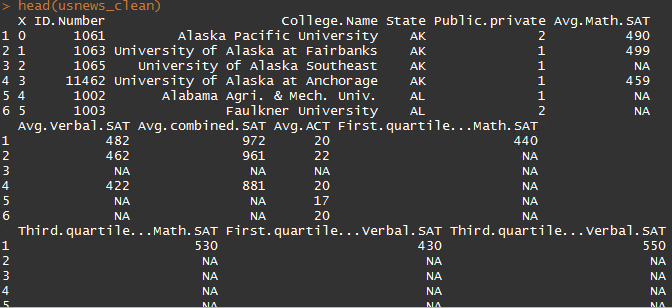 > head(usnews_clean)
X ID.Number College.Name State Public.private Avg.Math.SAT
1 0 1061 Alaska Pacific University AK 2 490
2 1 1063 University of Alaska at Fairbanks AK 1 499
3 2 1065 University of Alaska Southeast AK 1 NA
4 3 11462 University of Alaska at Anchorage AK 1 459
5 4 1002 Alabama Agri. & Mech. Univ. AL 1 NA
6 5 1003 Faulkner University AL 2 NA
Avg.Verbal.SAT Avg.combined.SAT Avg.ACT First.quartile...Math.SAT
1 482 972 20 440
2 462 961 22 NA
3 NA NA NA NA
4 422 881 20 NA
5 NA NA 17 NA
6 NA NA 20 NA
Third.quartile...Math.SAT First.quartile...Verbal.SAT Third.quartile...Verbal.SAT
1 530 430 550
2 NA NA NA
3 NA NA NA
4 NA NA NA
5 NA NA NA